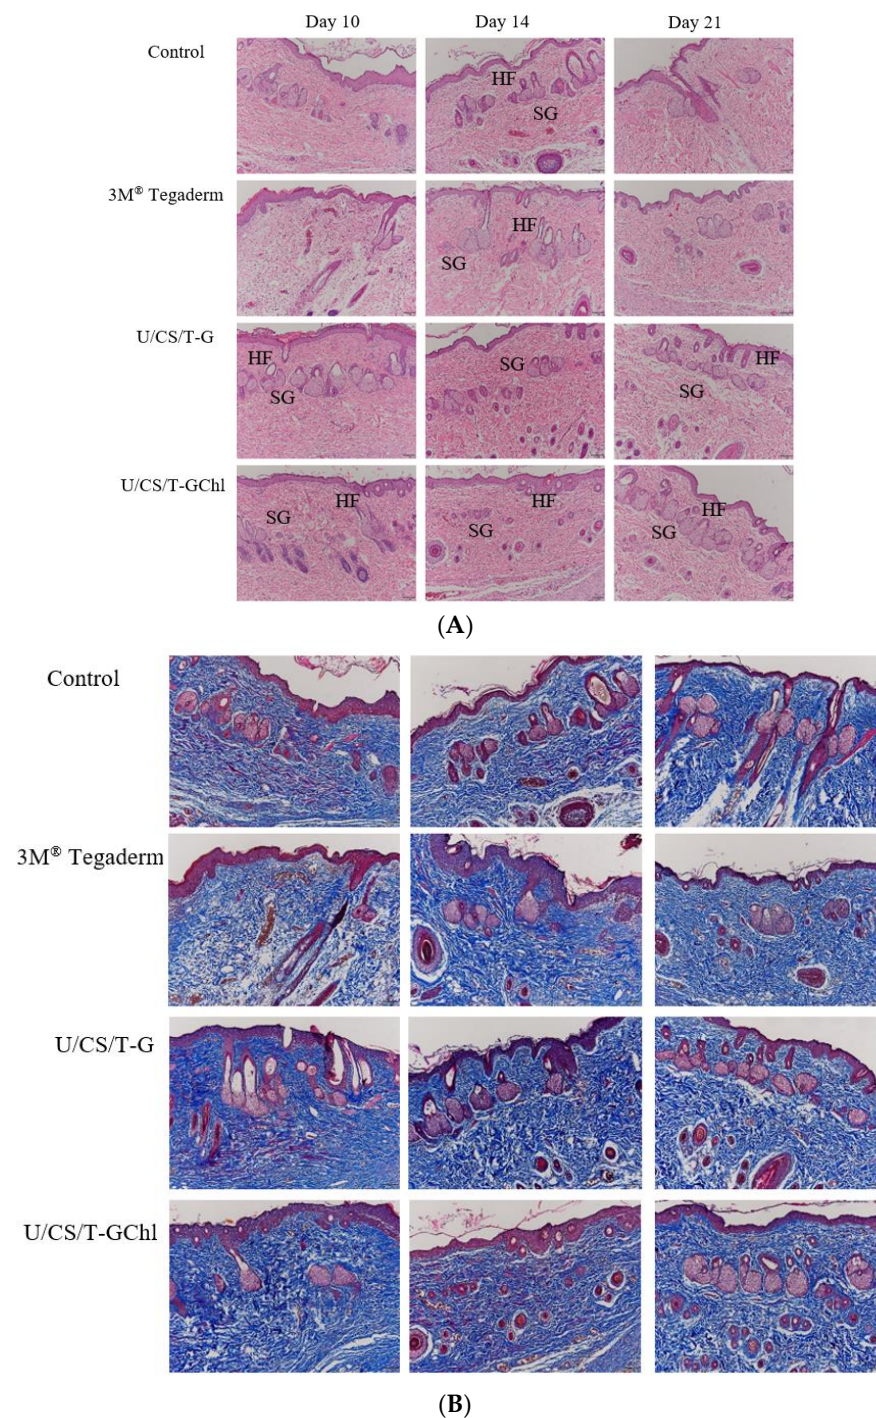 Day 10 Day 14 Day 21
Control
HF
SG
3M® Tegaderm
HF
SG
U/CS/T-G
HF
SG
SG
HF
SG
U/CS/T-GChl
SG
HF
SG
HF
SG
HF
(A)
Control
3M® Tegaderm
U/CS/T-G
U/CS/T-GChl
(B)